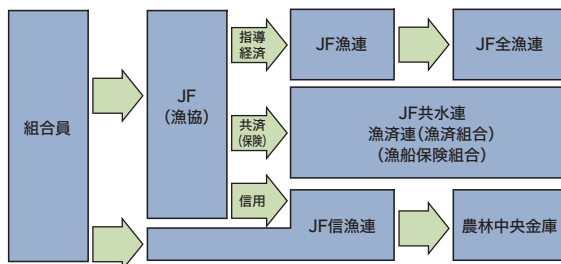 組合員
JF
(漁協)
指導
経済
JF漁連
JF全漁連
共済
(保険)
JF共水連
漁済連(漁済組合)
(漁船保険組合)
信用
JF信漁連
農林中央金庫